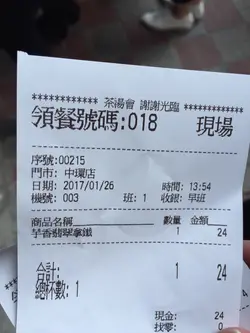 ************ 茶湯會 謝謝光臨 ************
領餐號碼:018 現場
序號:00215
門市: 中環店
日期: 2017/01/26 時間: 13:54
機號: 003 班: 1 收銀: 早班
商品名稱 數量 金額
早香翡翠拿鐵 1 24
合計: 1 24
總杯數: 1
現金: 24
找零: 0